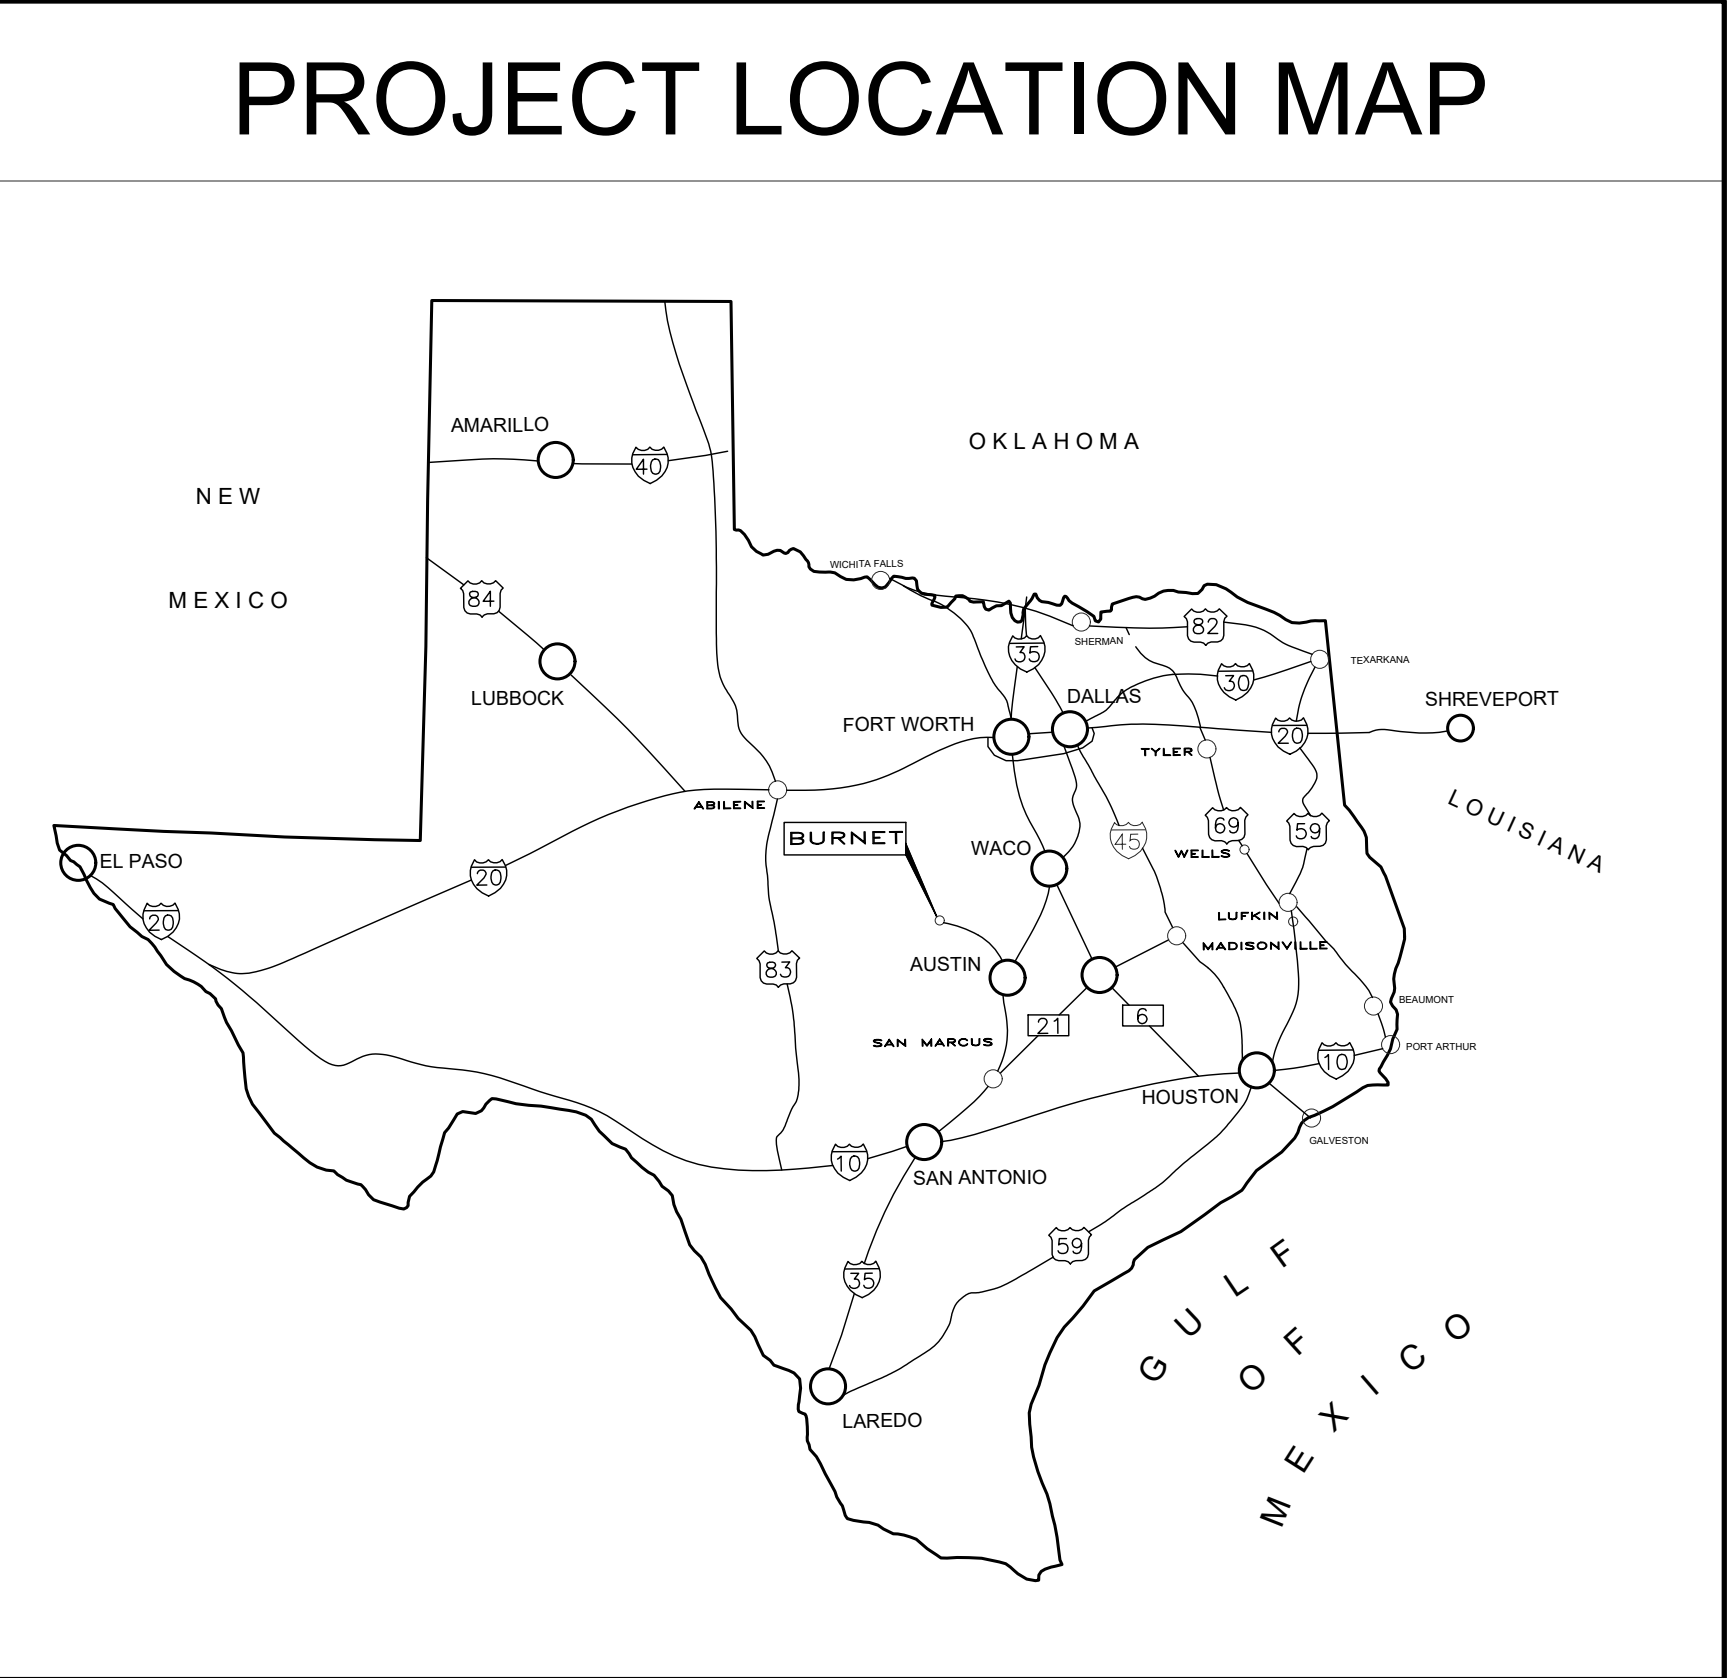 PROJECT LOCATION MAP
AMARILLO
OKLAHOMA
40
NEW
MEXICO
WICHITA FALLS
84
82
SHERMAN
35
TEXARKANA
30
LUBBOCK
DALLAS
SHREVEPORT
FORT WORTH
20
TYLER
ABILENE
LOUISIANA
BURNET
69
59
45
WACO
WELLS
EL PASO
20
20
LUFKIN
MADISONVILLE
AUSTIN
83
BEAUMONT
21
6
SAN MARCUS
PORT ARTHUR
10
HOUSTON
GALVESTON
10
SAN ANTONIO
59
35
GULF
OF
MEXICO
LAREDO